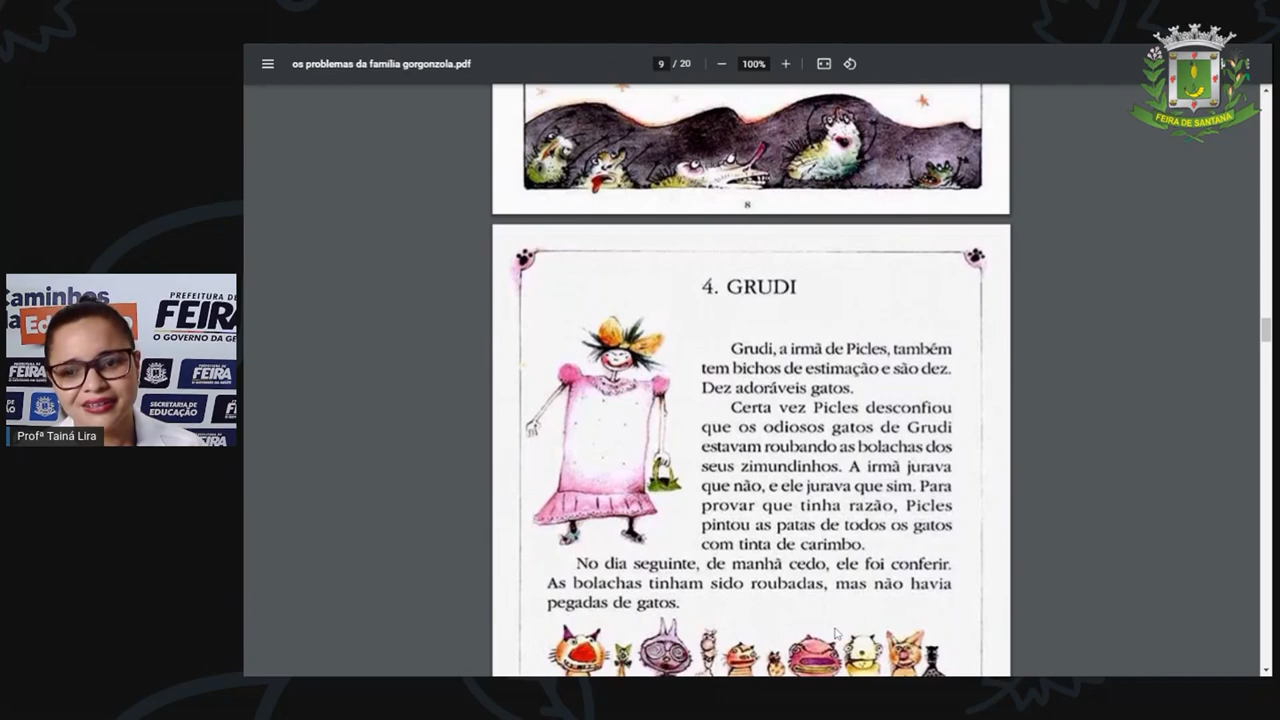 os problemas da família gorgonzola.pdf
9 / 20
100%
FEIRA DE SANTANA
8
4. GRUDI
Grudi, a irmã de Picles, também
tem bichos de estimação e são dez.
Dez adoráveis gatos.
Certa vez Picles desconfiou
que os odiosos gatos de Grudi
estavam roubando as bolachas dos
seus zimundinhos. A irmã jurava
que não, e ele jurava que sim. Para
provar que tinha razão, Picles
pintou as patas de todos os gatos
com tinta de carimbo.
No dia seguinte, de manhã cedo, ele foi conferir.
As bolachas tinham sido roubadas, mas não havia
pegadas de gatos.
Caminhos
PREFEITURA DE
FEIRA
O GOVERNO DA GE
FEIRA
FEIRA
SECRETARIA DE
EDUCAÇÃO
Profª Tainá Lira